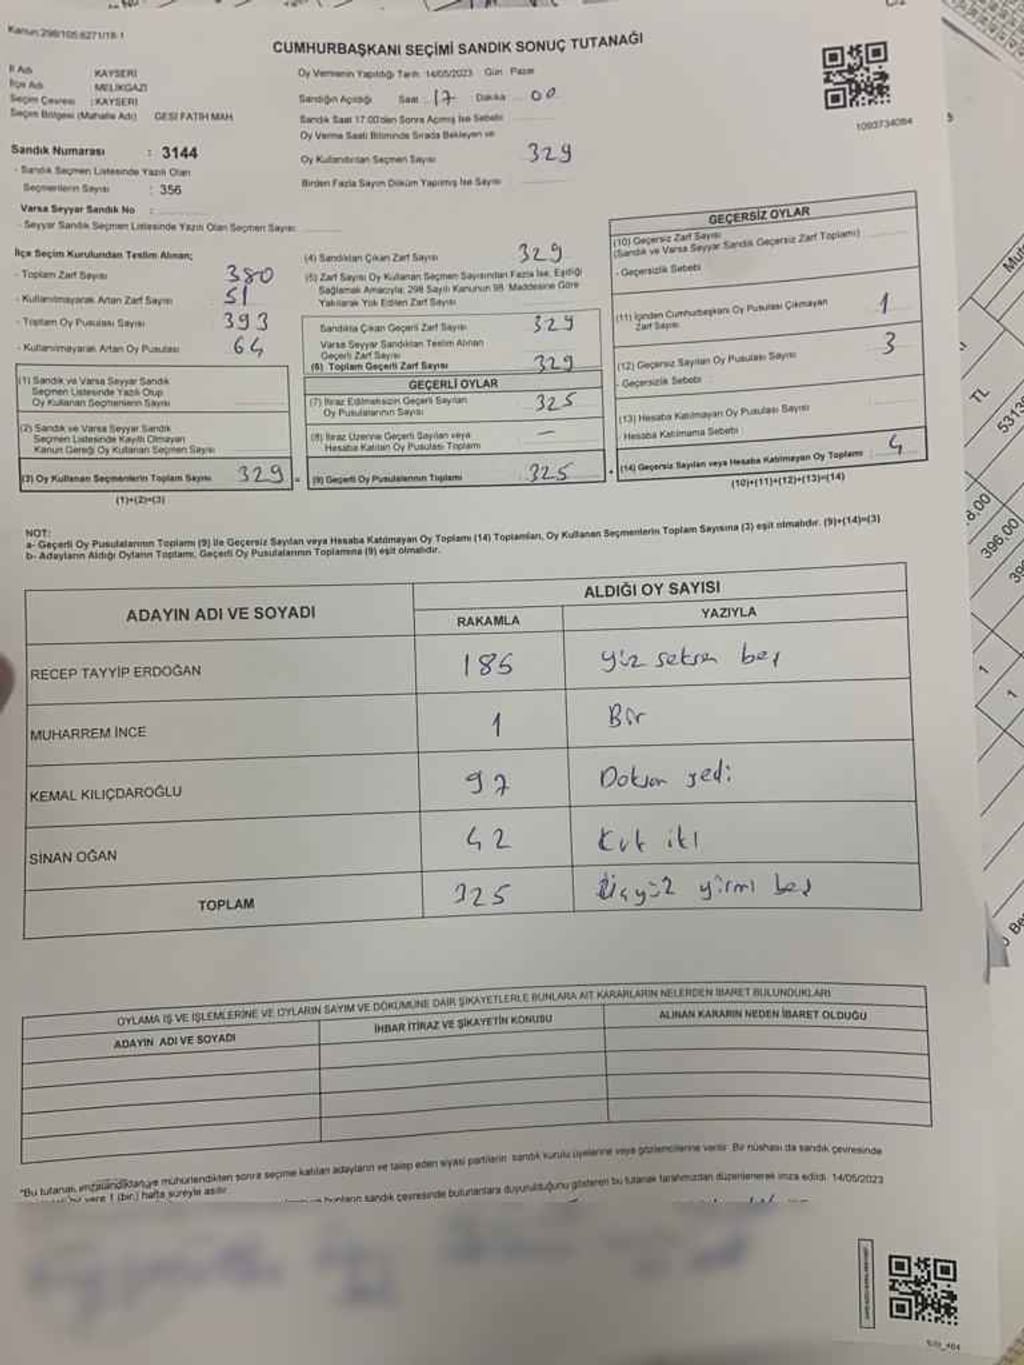 Kanun:298/105 6271/18-1
CUMHURBAŞKANI SEÇİMİ SANDIK SONUÇ TUTANAĞI
İl Adı KAYSERİ
İlçe Adı MELİKGAZİ
Seçim Çevresi : KAYSERİ
Seçim Bölgesi (Mahalle Adı) GESİ FATİH MAH
Sandık Numarası : 3144
- Sandık Seçmen Listesinde Yazılı Olan
Seçmenlerin Sayısı : 356
Varsa Seyyar Sandık No :
- Seyyar Sandık Seçmen Listesinde Yazılı Olan Seçmen Sayısı:
Oy Vermenin Yapıldığı Tarih: 14/05/2023 Gün: Pazar
Sandığın Açıldığı Saat : 17 Dakika 00
Sandık Saat 17.00'den Sonra Açılmış İse Sebebi
Oy Verme Saati Bitiminde Sırada Bekleyen ve
Oy Kullandırılan Seçmen Sayısı 329
Birden Fazla Sayım Döküm Yapılmış İse Sayısı
1093734084
İlçe Seçim Kurulundan Teslim Alınan;
- Toplam Zarf Sayısı 380
- Kullanılmayarak Artan Zarf Sayısı 51
- Toplam Oy Pusulası Sayısı 393
- Kullanılmayarak Artan Oy Pusulası 64
(1) Sandık ve Varsa Seyyar Sandık
Seçmen Listesinde Yazılı Olup
Oy Kullanan Seçmenlerin Sayısı
(2) Sandık ve Varsa Seyyar Sandık
Seçmen Listesinde Kayıtlı Olmayan
Kanun Gereği Oy Kullanan Seçmen Sayısı
(3) Oy Kullanan Seçmenlerin Toplam Sayısı 329 =
(1)+(2)=(3)
(4) Sandıktan Çıkan Zarf Sayısı 329
(5) Zarf Sayısı Oy Kullanan Seçmen Sayısından Fazla İse, Eşitliği
Sağlamak Amacıyla; 298 Sayılı Kanunun 98. Maddesine Göre
Yakılarak Yok Edilen Zarf Sayısı
Sandıkta Çıkan Geçerli Zarf Sayısı 329
Varsa Seyyar Sandıktan Teslim Alınan
Geçerli Zarf Sayısı
(6) Toplam Geçerli Zarf Sayısı 329
GEÇERLİ OYLAR
(7) İtiraz Edilmeksizin Geçerli Sayılan
Oy Pusulalarının Sayısı 325
(8) İtiraz Üzerine Geçerli Sayılan veya
Hesaba Katılan Oy Pusulası Toplamı —
(9) Geçerli Oy Pusulalarının Toplamı 325 +
GEÇERSİZ OYLAR
(10) Geçersiz Zarf Sayısı
(Sandık ve Varsa Seyyar Sandık Geçersiz Zarf Toplamı)
- Geçersizlik Sebebi
(11) İçinden Cumhurbaşkanı Oy Pusulası Çıkmayan
Zarf Sayısı 1
(12) Geçersiz Sayılan Oy Pusulası Sayısı 3
- Geçersizlik Sebebi
(13) Hesaba Katılmayan Oy Pusulası Sayısı
- Hesaba Katılmama Sebebi :
(14) Geçersiz Sayılan veya Hesaba Katılmayan Oy Toplamı 4
(10)+(11)+(12)+(13)=(14)
NOT:
a- Geçerli Oy Pusulalarının Toplamı (9) ile Geçersiz Sayılan veya Hesaba Katılmayan Oy Toplamı (14) Toplamları, Oy Kullanan Seçmenlerin Toplam Sayısına (3) eşit olmalıdır. (9)+(14)=(3)
b- Adayların Aldığı Oyların Toplamı, Geçerli Oy Pusulalarının Toplamına (9) eşit olmalıdır.
ADAYIN ADI VE SOYADI ALDIĞI OY SAYISI
RAKAMLA YAZIYLA
RECEP TAYYİP ERDOĞAN 185 yüz seksen beş
MUHARREM İNCE 1 Bir
KEMAL KILIÇDAROĞLU 97 Doksan yedi
SİNAN OĞAN 42 Kırk iki
TOPLAM 325 Üçyüz yirmi beş
OYLAMA İŞ VE İŞLEMLERİNE VE OYLARIN SAYIM VE DÖKÜMÜNE DAİR ŞİKAYETLERLE BUNLARA AİT KARARLARIN NELERDEN İBARET BULUNDUKLARI
ADAYIN ADI VE SOYADI İHBAR İTİRAZ VE ŞİKAYETİN KONUSU ALINAN KARARIN NEDEN İBARET OLDUĞU
*Bu tutanak, imzalandıktan ve mühürlendikten sonra seçime katılan adayların ve talep eden siyasi partilerin sandık kurulu üyelerine veya gözlemcilerine verilir. Bir nüshası da sandık çevresinde
yere 1 (bir) hafta süreyle asılır.
bunların sandık çevresinde bulunanlara duyurulduğunu gösteren bu tutanak tarafımızdan düzenlenerek imza edildi. 14/05/2023
TL
396,00